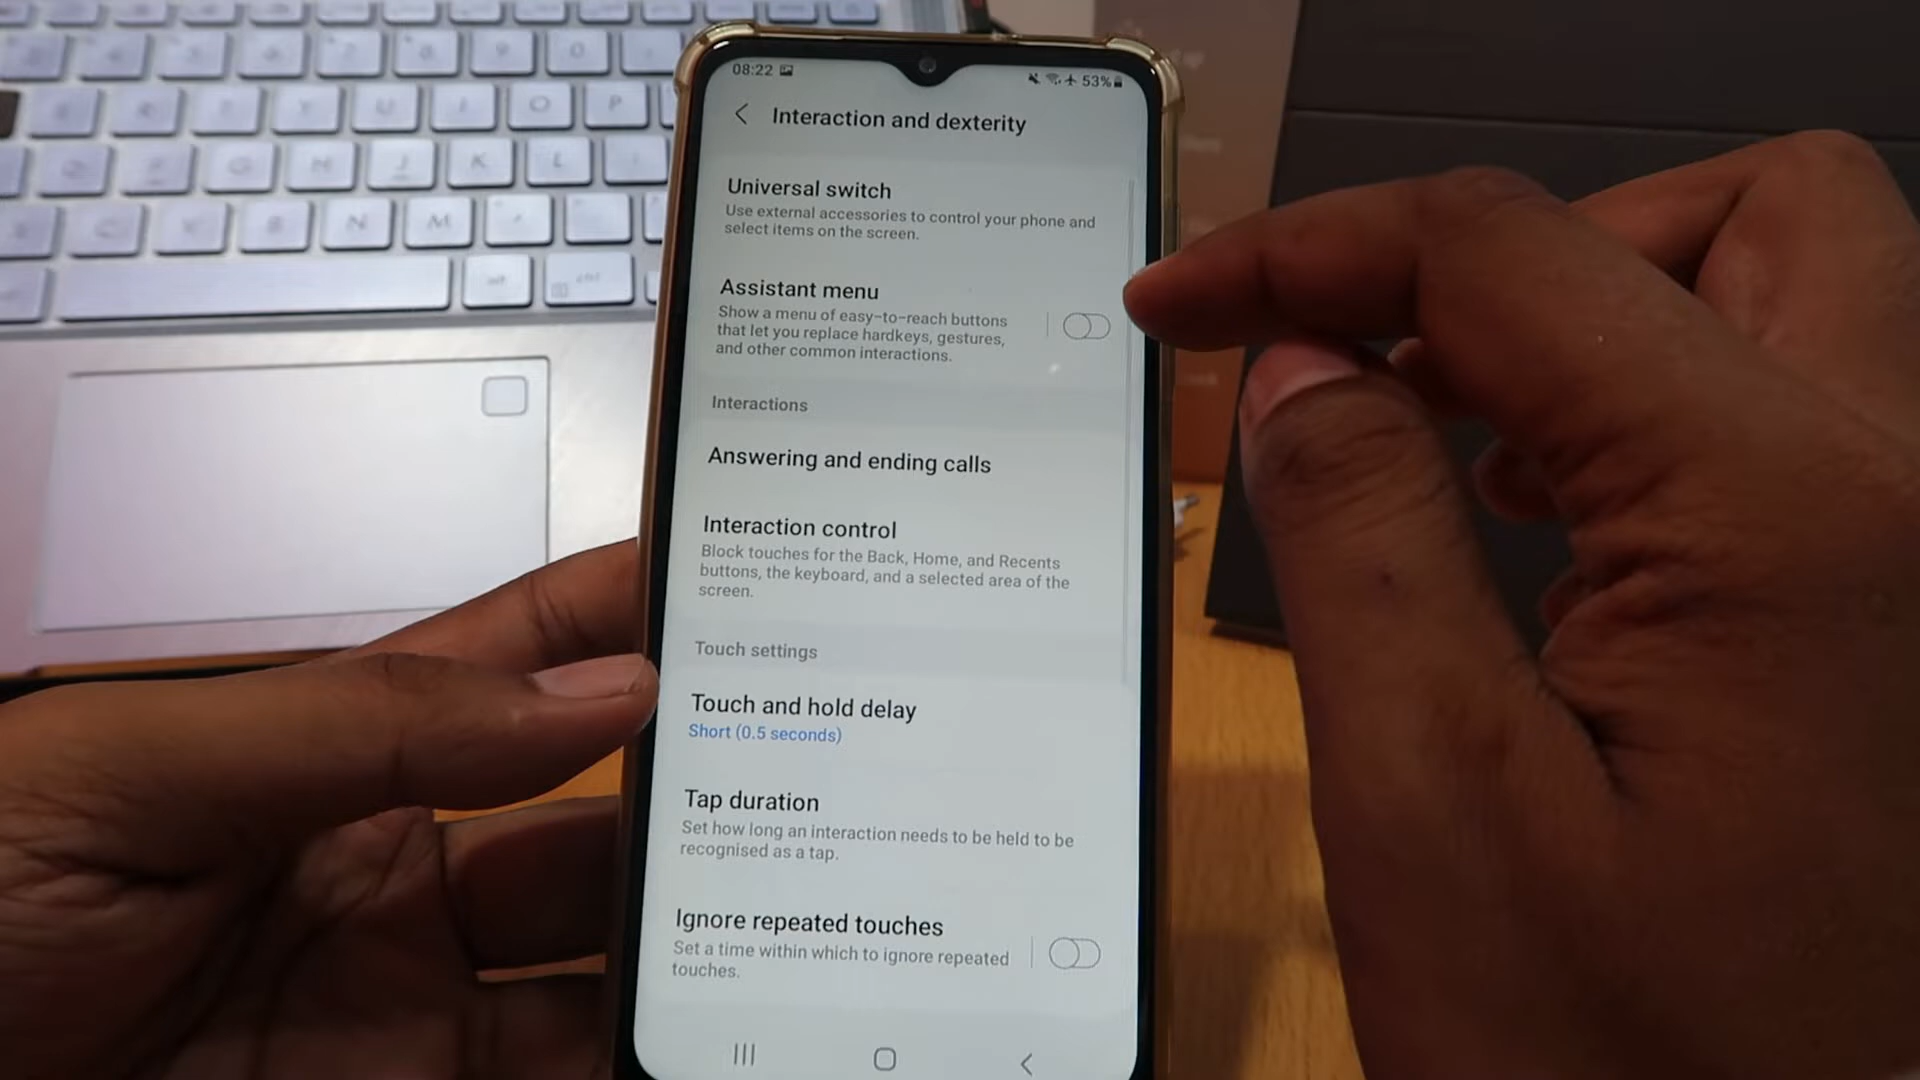 08:22
53%
Interaction and dexterity
Universal switch
Use external accessories to control your phone and
select items on the screen.
Assistant menu
Show a menu of easy-to-reach buttons
that let you replace hardkeys, gestures,
and other common interactions.
Interactions
Answering and ending calls
Interaction control
Block touches for the Back, Home, and Recents
buttons, the keyboard, and a selected area of the
screen.
Touch settings
Touch and hold delay
Short (0.5 seconds)
Tap duration
Set how long an interaction needs to be held to be
recognised as a tap.
Ignore repeated touches
Set a time within which to ignore repeated
touches.
O P
J K L
N M